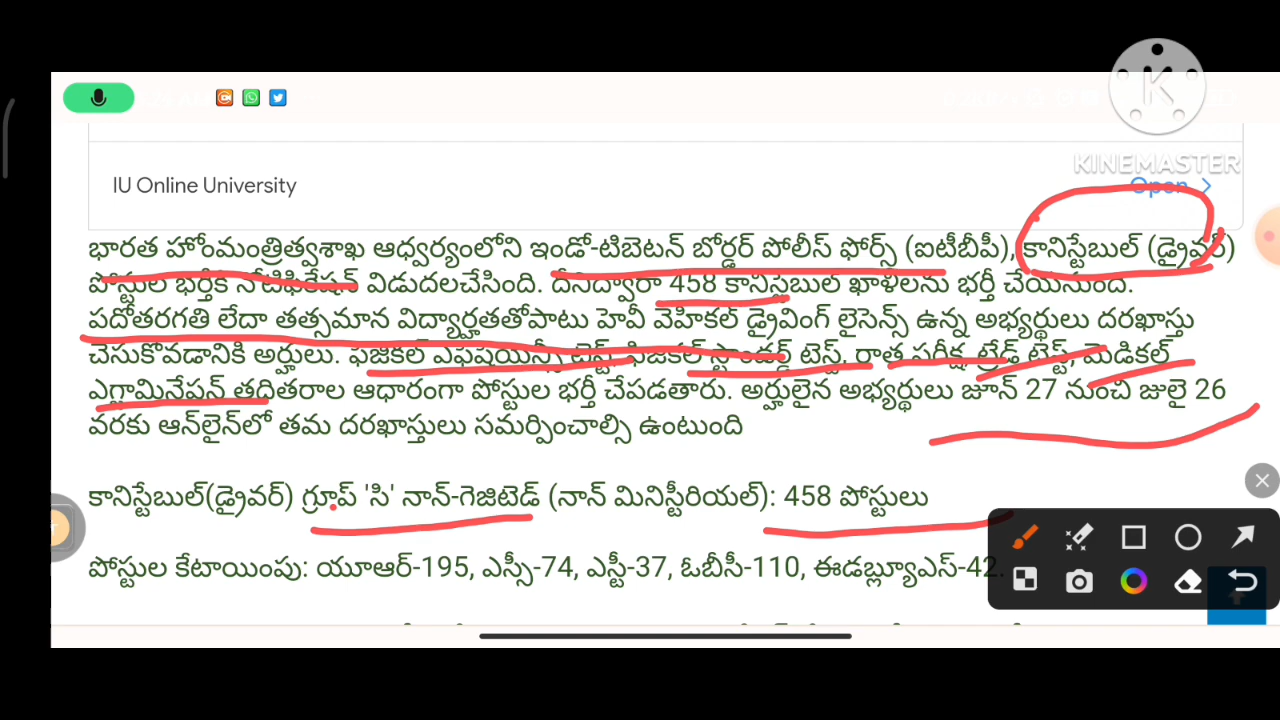 KINEMASTER
IU Online University
Open
భారత హోంమంత్రిత్వశాఖ ఆధ్వర్యంలోని ఇండో-టిబెటన్ బోర్డర్ పోలీస్ ఫోర్స్ (ఐటీబీపీ), కానిస్టేబుల్ (డ్రైవర్)
పోస్టుల భర్తీకి నోటిఫికేషన్ విడుదలచేసింది. దీనిద్వారా 458 కానిస్టేబుల్ ఖాళీలను భర్తీ చేయనుంది.
పదోతరగతి లేదా తత్సమాన విద్యార్హతతోపాటు హెవీ వెహికల్ డ్రైవింగ్ లైసెన్స్ ఉన్న అభ్యర్థులు దరఖాస్తు
చేసుకోవడానికి అర్హులు. ఫిజికల్ ఎఫిషియన్సీ టెస్ట్, ఫిజికల్ స్టాండర్డ్ టెస్ట్, రాత పరీక్ష, ట్రేడ్ టెస్ట్, మెడికల్
ఎగ్జామినేషన్ తదితరాల ఆధారంగా పోస్టుల భర్తీ చేపడతారు. అర్హులైన అభ్యర్థులు జూన్ 27 నుంచి జులై 26
వరకు ఆన్‌లైన్‌లో తమ దరఖాస్తులు సమర్పించాల్సి ఉంటుంది
కానిస్టేబుల్(డ్రైవర్) గ్రూప్ 'సి' నాన్-గెజిటెడ్ (నాన్ మినిస్టీరియల్): 458 పోస్టులు
పోస్టుల కేటాయింపు: యూఆర్-195, ఎస్సీ-74, ఎస్టీ-37, ఓబీసీ-110, ఈడబ్ల్యూఎస్-42.